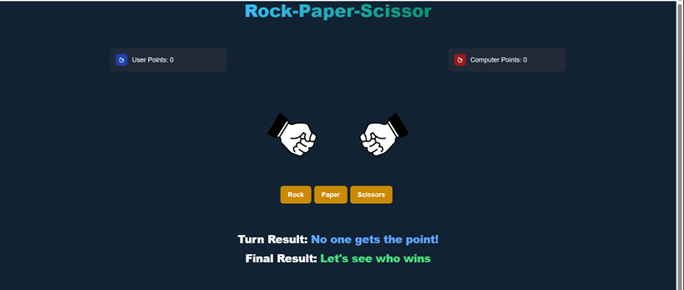 Rock-Paper-Scissor
User Points: 0
Computer Points: 0
Rock
Paper
Scissors
Turn Result: No one gets the point!
Final Result: Let's see who wins